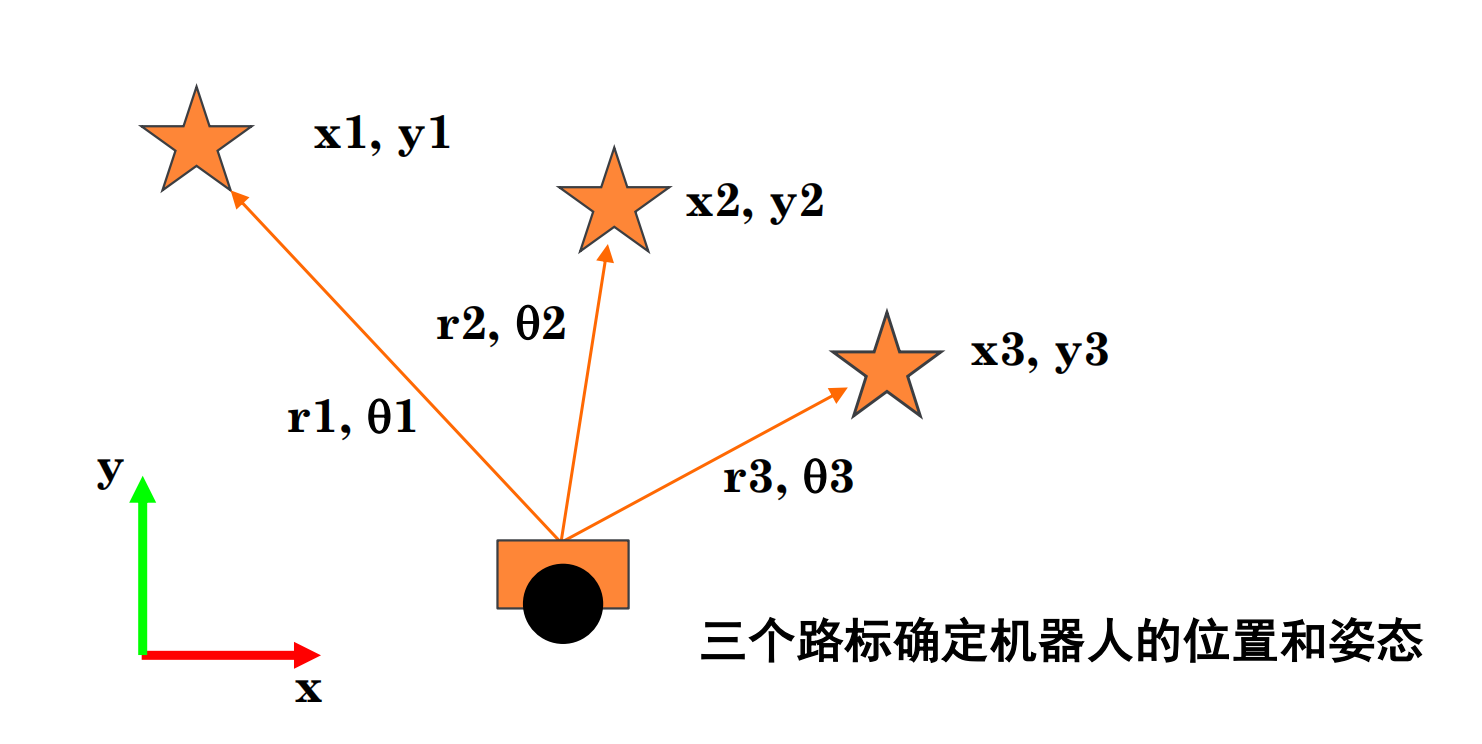 x1, y1
x2, y2
r2, θ2
x3, y3
r1, θ1
y
r3, θ3
三个路标确定机器人的位置和姿态
x